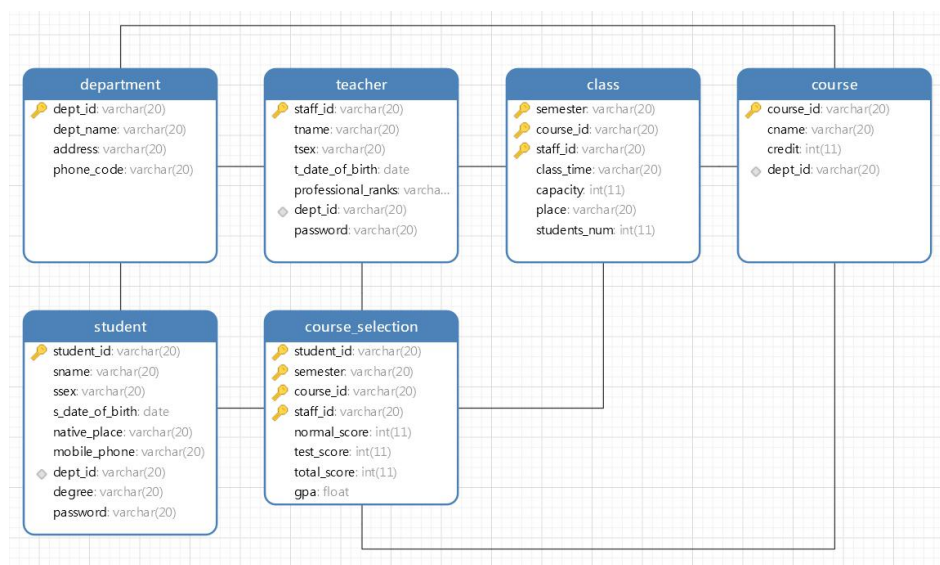 department
dept_id: varchar(20)
dept_name: varchar(20)
address: varchar(20)
phone_code: varchar(20)
teacher
staff_id: varchar(20)
tname: varchar(20)
tsex: varchar(20)
t_date_of_birth: date
professional_ranks: varcha...
dept_id: varchar(20)
password: varchar(20)
class
semester: varchar(20)
course_id: varchar(20)
staff_id: varchar(20)
class_time: varchar(20)
capacity: int(11)
place: varchar(20)
students_num: int(11)
course
course_id: varchar(20)
cname: varchar(20)
credit: int(11)
dept_id: varchar(20)
student
student_id: varchar(20)
sname: varchar(20)
ssex: varchar(20)
s_date_of_birth: date
native_place: varchar(20)
mobile_phone: varchar(20)
dept_id: varchar(20)
degree: varchar(20)
password: varchar(20)
course_selection
student_id: varchar(20)
semester: varchar(20)
course_id: varchar(20)
staff_id: varchar(20)
normal_score: int(11)
test_score: int(11)
total_score: int(11)
gpa: float